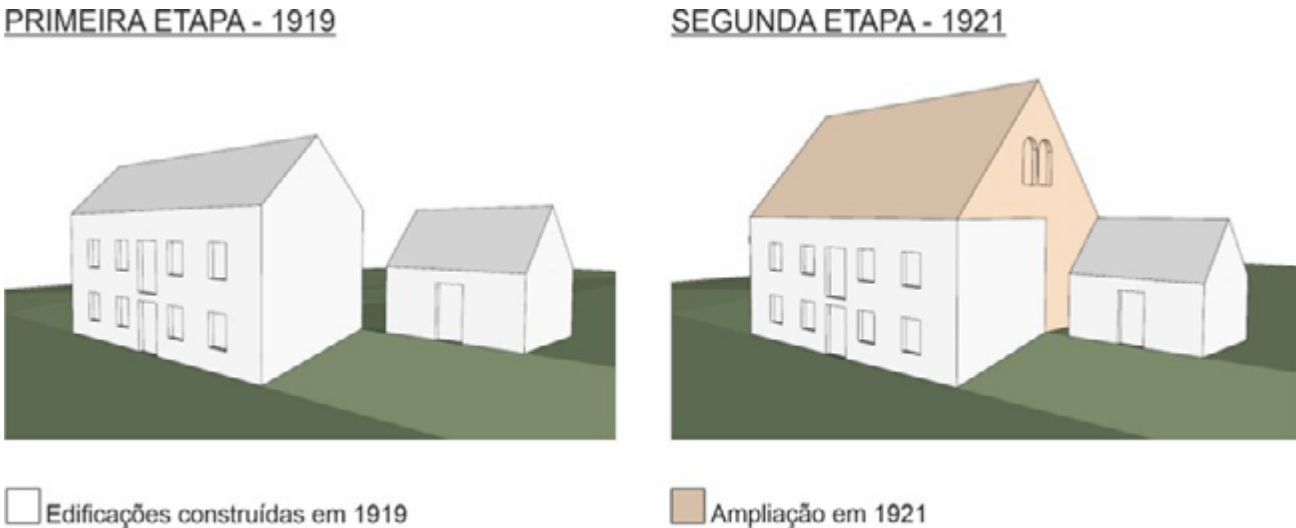 PRIMEIRA ETAPA - 1919
SEGUNDA ETAPA - 1921
Edificações construídas em 1919
Ampliação em 1921